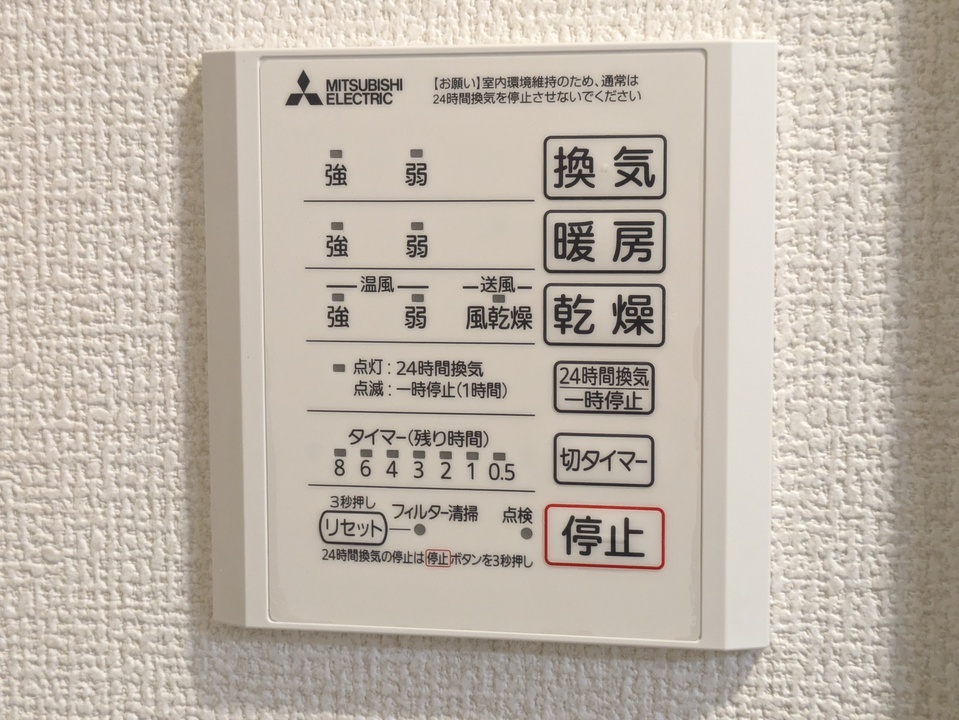 MITSUBISHI
ELECTRIC
【お願い】室内環境維持のため、通常は
24時間換気を停止させないでください
強 弱 換気
強 弱 暖房
温風 送風
強 弱 風乾燥 乾燥
点灯：24時間換気
点滅：一時停止(1時間)
24時間換気
一時停止
タイマー(残り時間)
8 6 4 3 2 1 0.5
切タイマー
3秒押し
リセット フィルター清掃 点検
停止
24時間換気の停止は停止ボタンを3秒押し